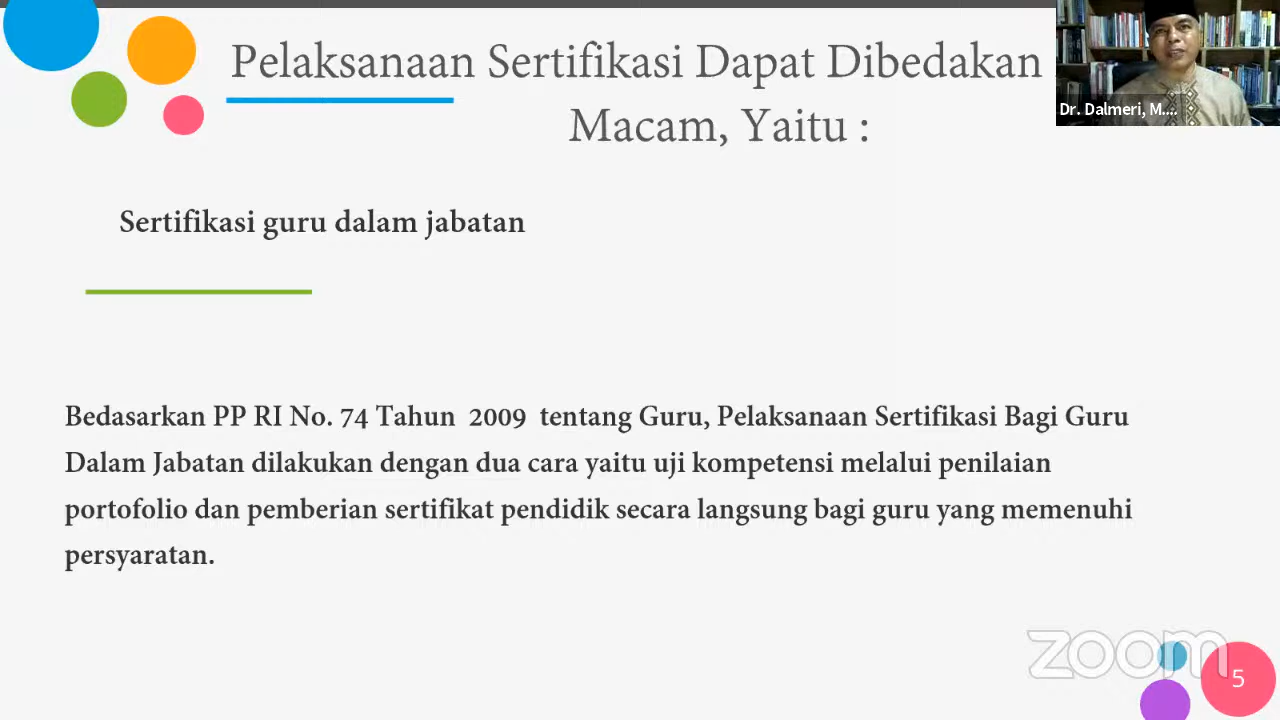 Pelaksanaan Sertifikasi Dapat Dibedakan
Macam, Yaitu :
Dr. Dalmeri, M....
Sertifikasi guru dalam jabatan
Bedasarkan PP RI No. 74 Tahun 2009 tentang Guru, Pelaksanaan Sertifikasi Bagi Guru
Dalam Jabatan dilakukan dengan dua cara yaitu uji kompetensi melalui penilaian
portofolio dan pemberian sertifikat pendidik secara langsung bagi guru yang memenuhi
persyaratan.
zoom
5